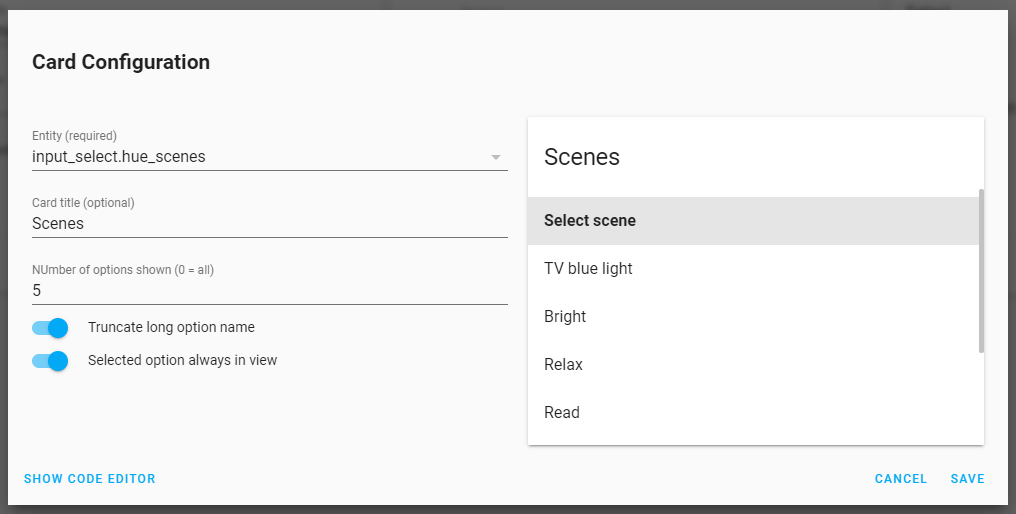 Card Configuration
Entity (required)
input_select.hue_scenes
Card title (optional)
Scenes
NUmber of options shown (0 = all)
5
Truncate long option name
Selected option always in view
Scenes
Select scene
TV blue light
Bright
Relax
Read
SHOW CODE EDITOR
CANCEL
SAVE